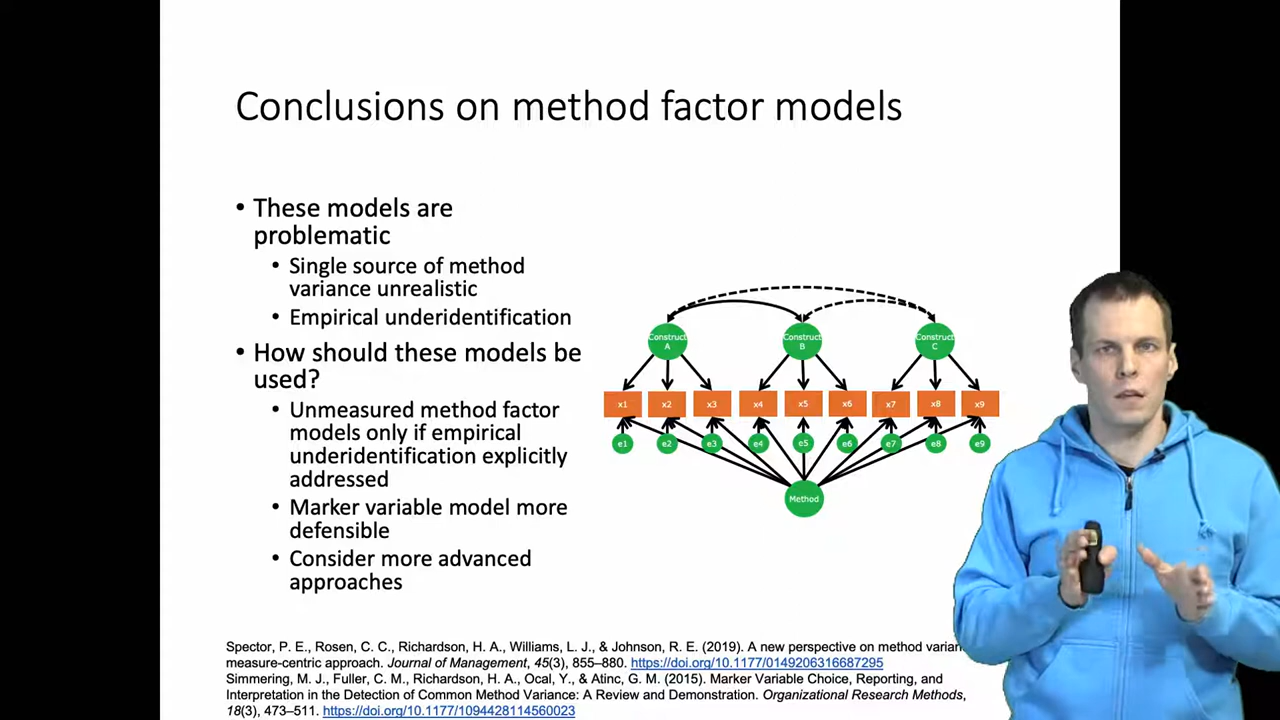 Conclusions on method factor models
• These models are
problematic
• Single source of method
variance unrealistic
• Empirical underidentification
• How should these models be
used?
• Unmeasured method factor
models only if empirical
underidentification explicitly
addressed
• Marker variable model more
defensible
• Consider more advanced
approaches
Construct
A
Construct
B
Construct
C
x1 x2 x3 x4 x5 x6 x7 x8 x9
e1 e2 e3 e4 e5 e6 e7 e8 e9
Method
Spector, P. E., Rosen, C. C., Richardson, H. A., Williams, L. J., & Johnson, R. E. (2019). A new perspective on method
measure-centric approach. Journal of Management, 45(3), 855–880. https://doi.org/10.1177/0149206316687295
Simmering, M. J., Fuller, C. M., Richardson, H. A., Ocal, Y., & Atinc, G. M. (2015). Marker Variable Choice, Reporting, and
Interpretation in the Detection of Common Method Variance: A Review and Demonstration. Organizational Research Methods,
18(3), 473–511. https://doi.org/10.1177/1094428114560023